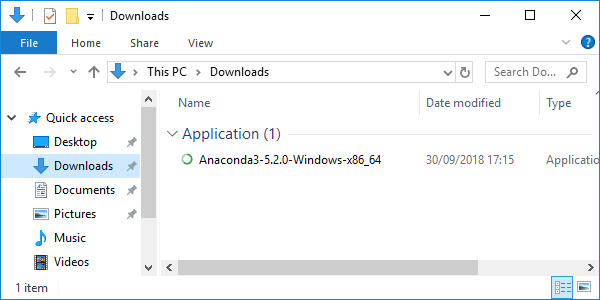 Downloads
File Home Share View
This PC Downloads
Search Do...
Name Date modified Type
Quick access
Application (1)
Desktop
Downloads
Anaconda3-5.2.0-Windows-x86_64 30/09/2018 17:15 Applicatio
Documents
Pictures
Music
Videos
1 item